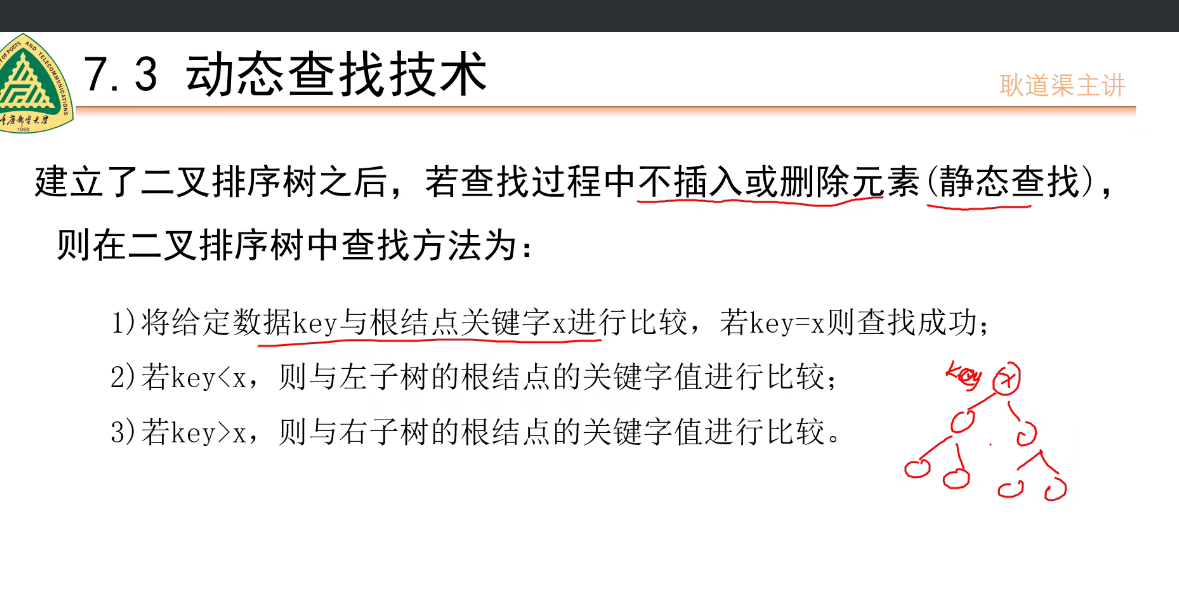 7.3 动态查找技术
耿道渠主讲
建立了二叉排序树之后，若查找过程中不插入或删除元素(静态查找)，
则在二叉排序树中查找方法为：
1)将给定数据key与根结点关键字x进行比较，若key=x则查找成功；
2)若key<x，则与左子树的根结点的关键字值进行比较；
3)若key>x，则与右子树的根结点的关键字值进行比较。
key x